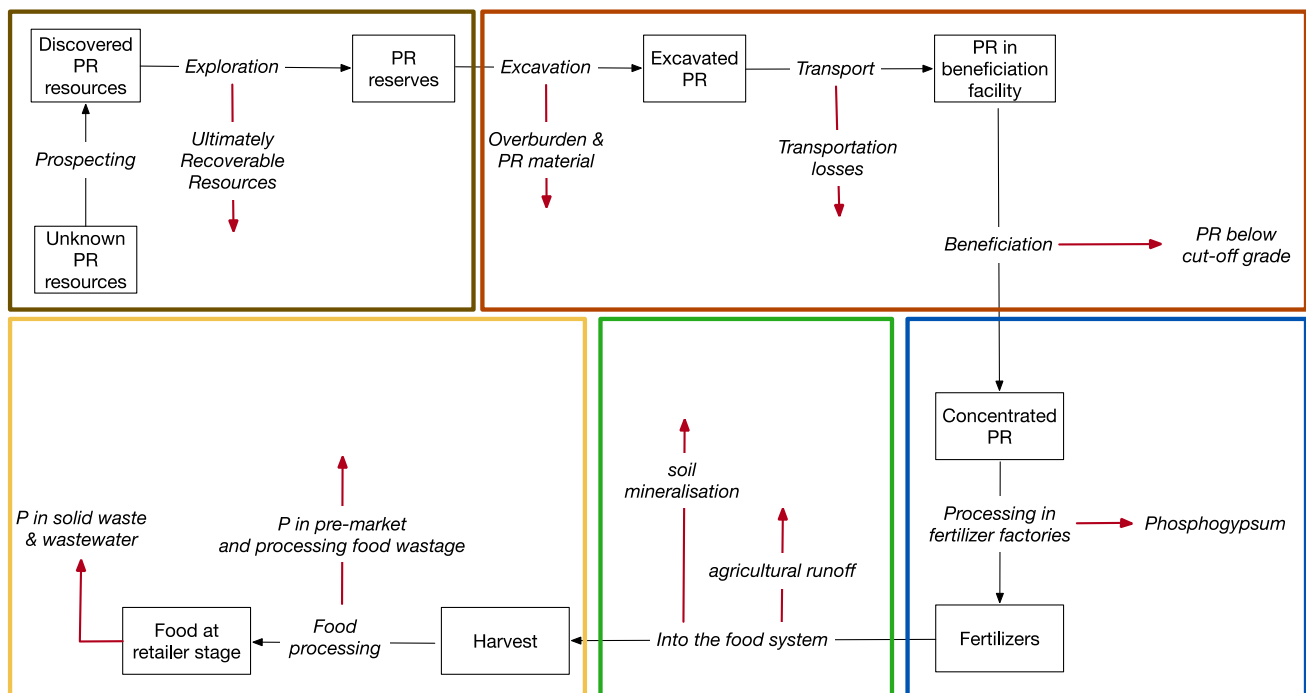 Discovered
PR
resources
Exploration
PR
reserves
Excavation
Excavated
PR
Transport
PR in
beneficiation
facility
Prospecting
Ultimately
Recoverable
Resources
Overburden &
PR material
Transportation
losses
Unknown
PR
resources
Beneficiation
PR below
cut-off grade
Concentrated
PR
soil
mineralisation
P in solid waste
& wastewater
P in pre-market
and processing food wastage
Processing in
fertilizer factories
Phosphogypsum
agricultural runoff
Food at
retailer stage
Food
processing
Harvest
Into the food system
Fertilizers